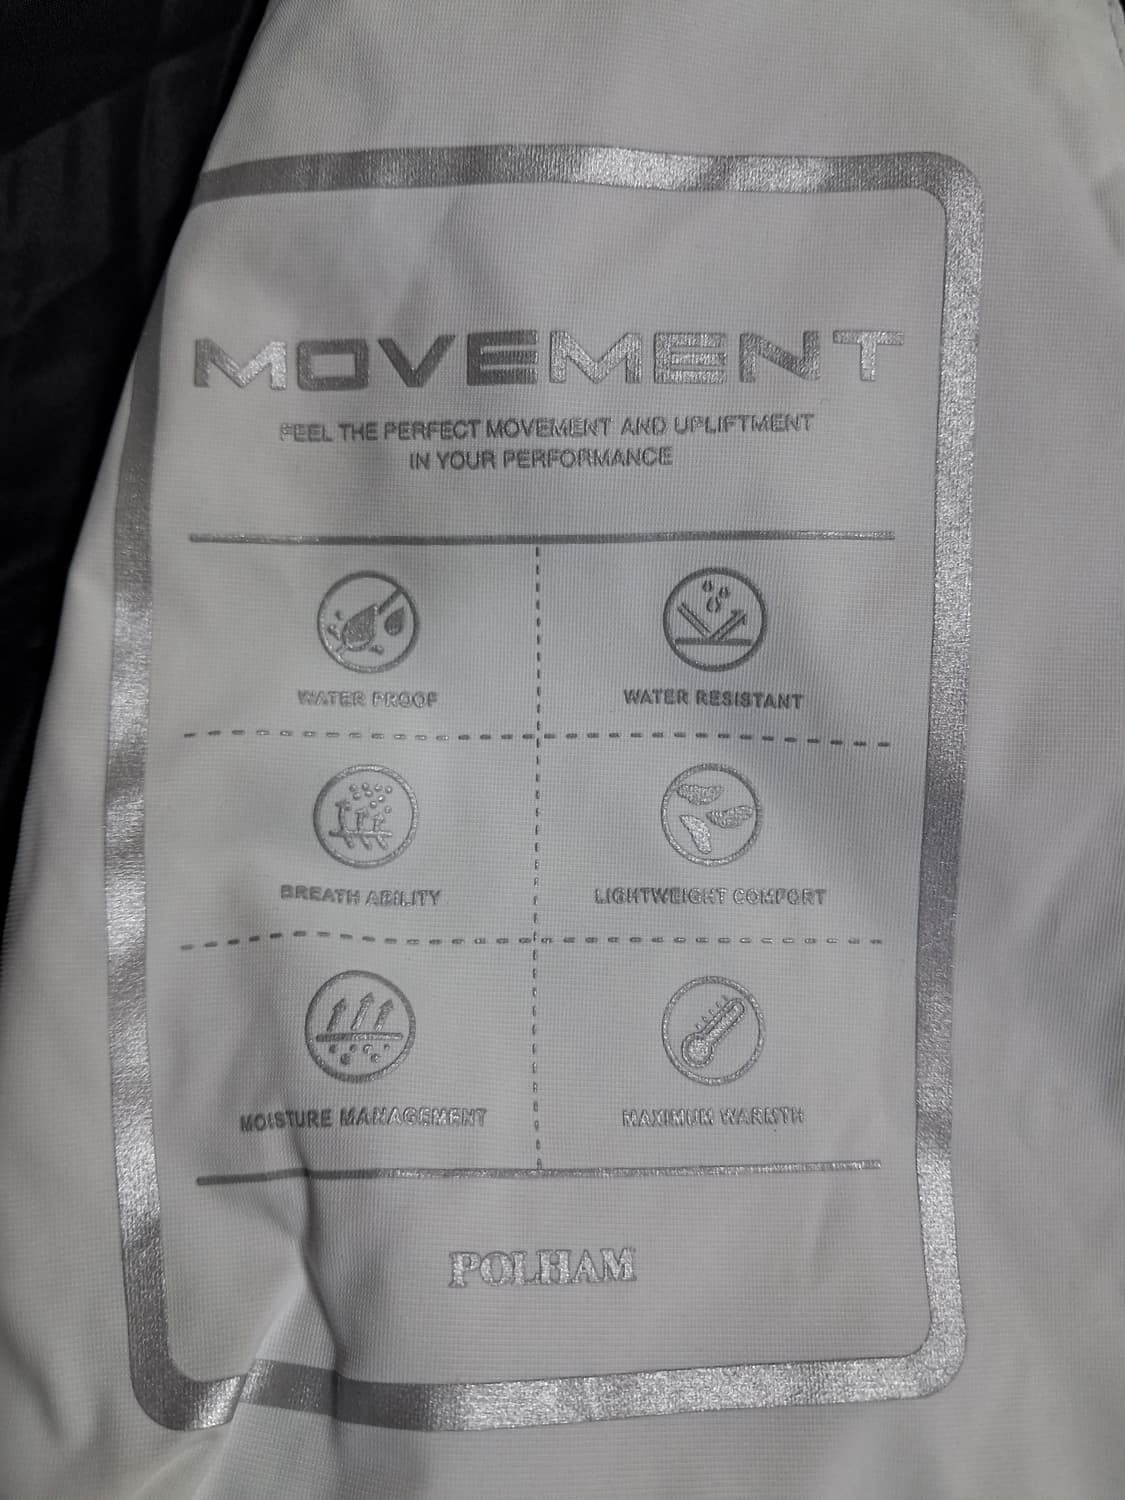 MOVEMENT
FEEL THE PERFECT MOVEMENT AND UPLIFTMENT
IN YOUR PERFORMANCE
WATER PROOF
WATER RESISTANT
BREATH ABILITY
LIGHTWEIGHT COMFORT
MOISTURE MANAGEMENT
MAXIMUM WARMTH
POLHAM